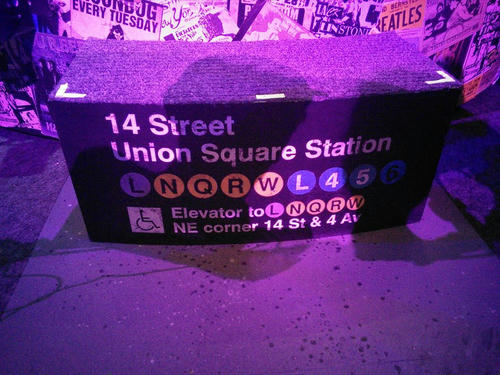 EVERY TUESDAY
BEATLES
14 Street
Union Square Station
L N Q R W L 4 5 6
Elevator to L N Q R W
NE corner 14 St & 4 Av